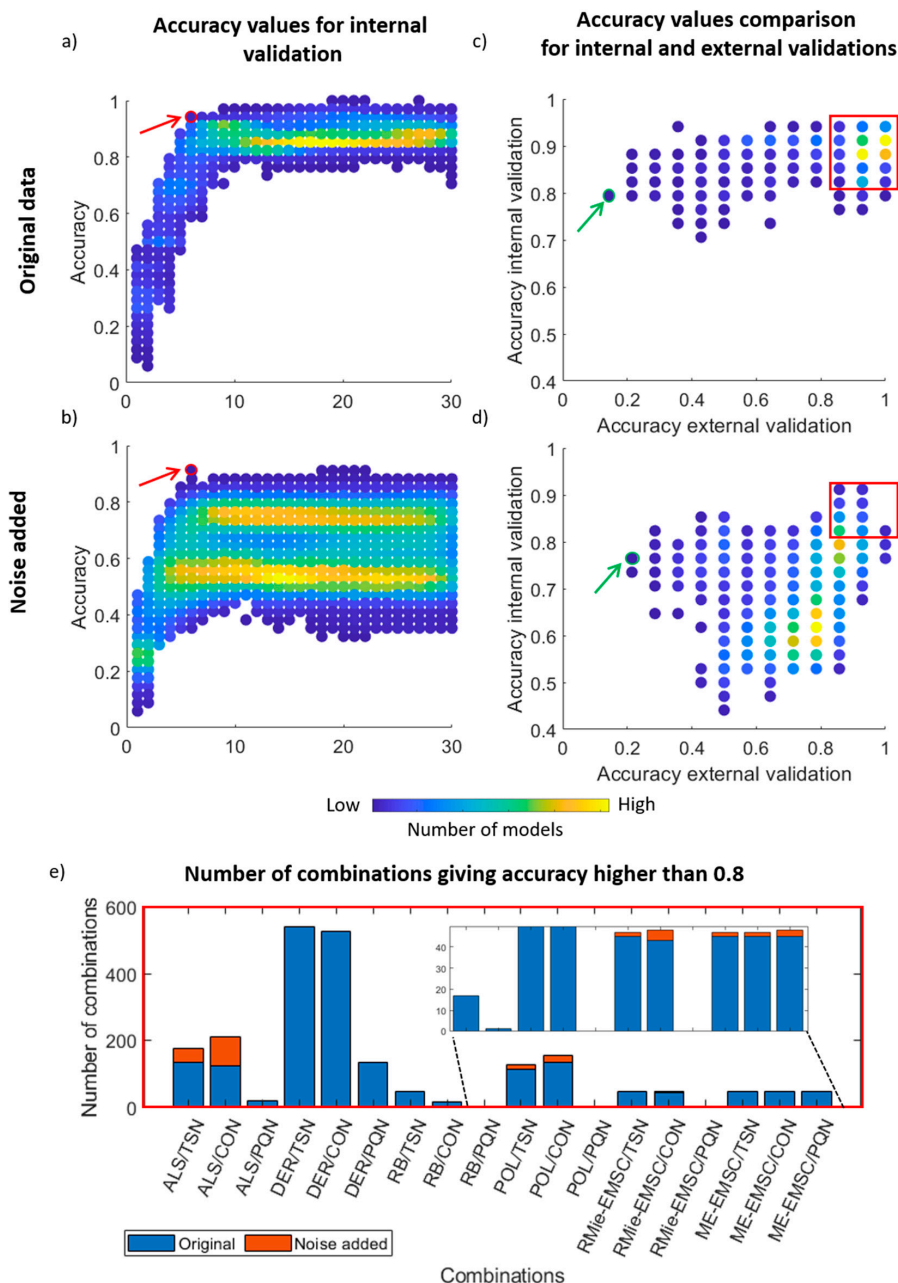 Accuracy values for internal
validation
Accuracy values comparison
for internal and external validations
Original data
a)
Accuracy
1
0.8
0.6
0.4
0.2
0
0
10
20
30
c)
Accuracy internal validation
1
0.9
0.8
0.7
0.6
0.5
0.4
0
0.2
0.4
0.6
0.8
1
Accuracy external validation
Noise added
b)
Accuracy
1
0.8
0.6
0.4
0.2
0
0
10
20
30
d)
Accuracy internal validation
1
0.9
0.8
0.7
0.6
0.5
0.4
0
0.2
0.4
0.6
0.8
1
Accuracy external validation
Low
High
Number of models
e)
Number of combinations giving accuracy higher than 0.8
Number of combinations
600
400
200
0
40
30
20
10
0
ALS/TSN
ALS/CON
ALS/PQN
DER/TSN
DER/CON
DER/PQN
RB/TSN
RB/CON
RB/PQN
POL/TSN
POL/CON
POL/PQN
RMie-EMSC/TSN
RMie-EMSC/CON
RMie-EMSC/PQN
ME-EMSC/TSN
ME-EMSC/CON
ME-EMSC/PQN
Original
Noise added
Combinations